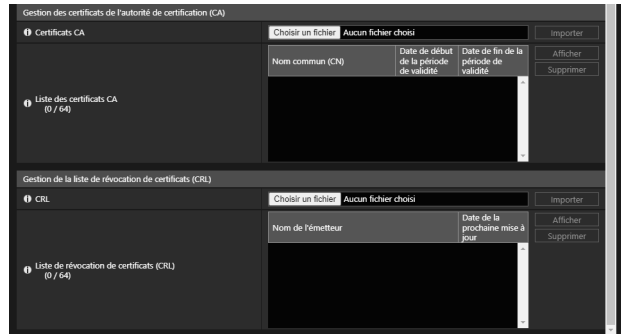 Gestion des certificats de l'autorité de certification (CA)
Certificats CA
Choisir un fichier Aucun fichier choisi
Importer
Nom commun (CN)
Date de début
de la période
de validité
Date de fin de la
période de
validité
Afficher
Supprimer
Liste des certificats CA
(0 / 64)
Gestion de la liste de révocation de certificats (CRL)
CRL
Choisir un fichier Aucun fichier choisi
Importer
Nom de l'émetteur
Date de la
prochaine mise à
jour
Afficher
Supprimer
Liste de révocation de certificats (CRL)
(0 / 64)